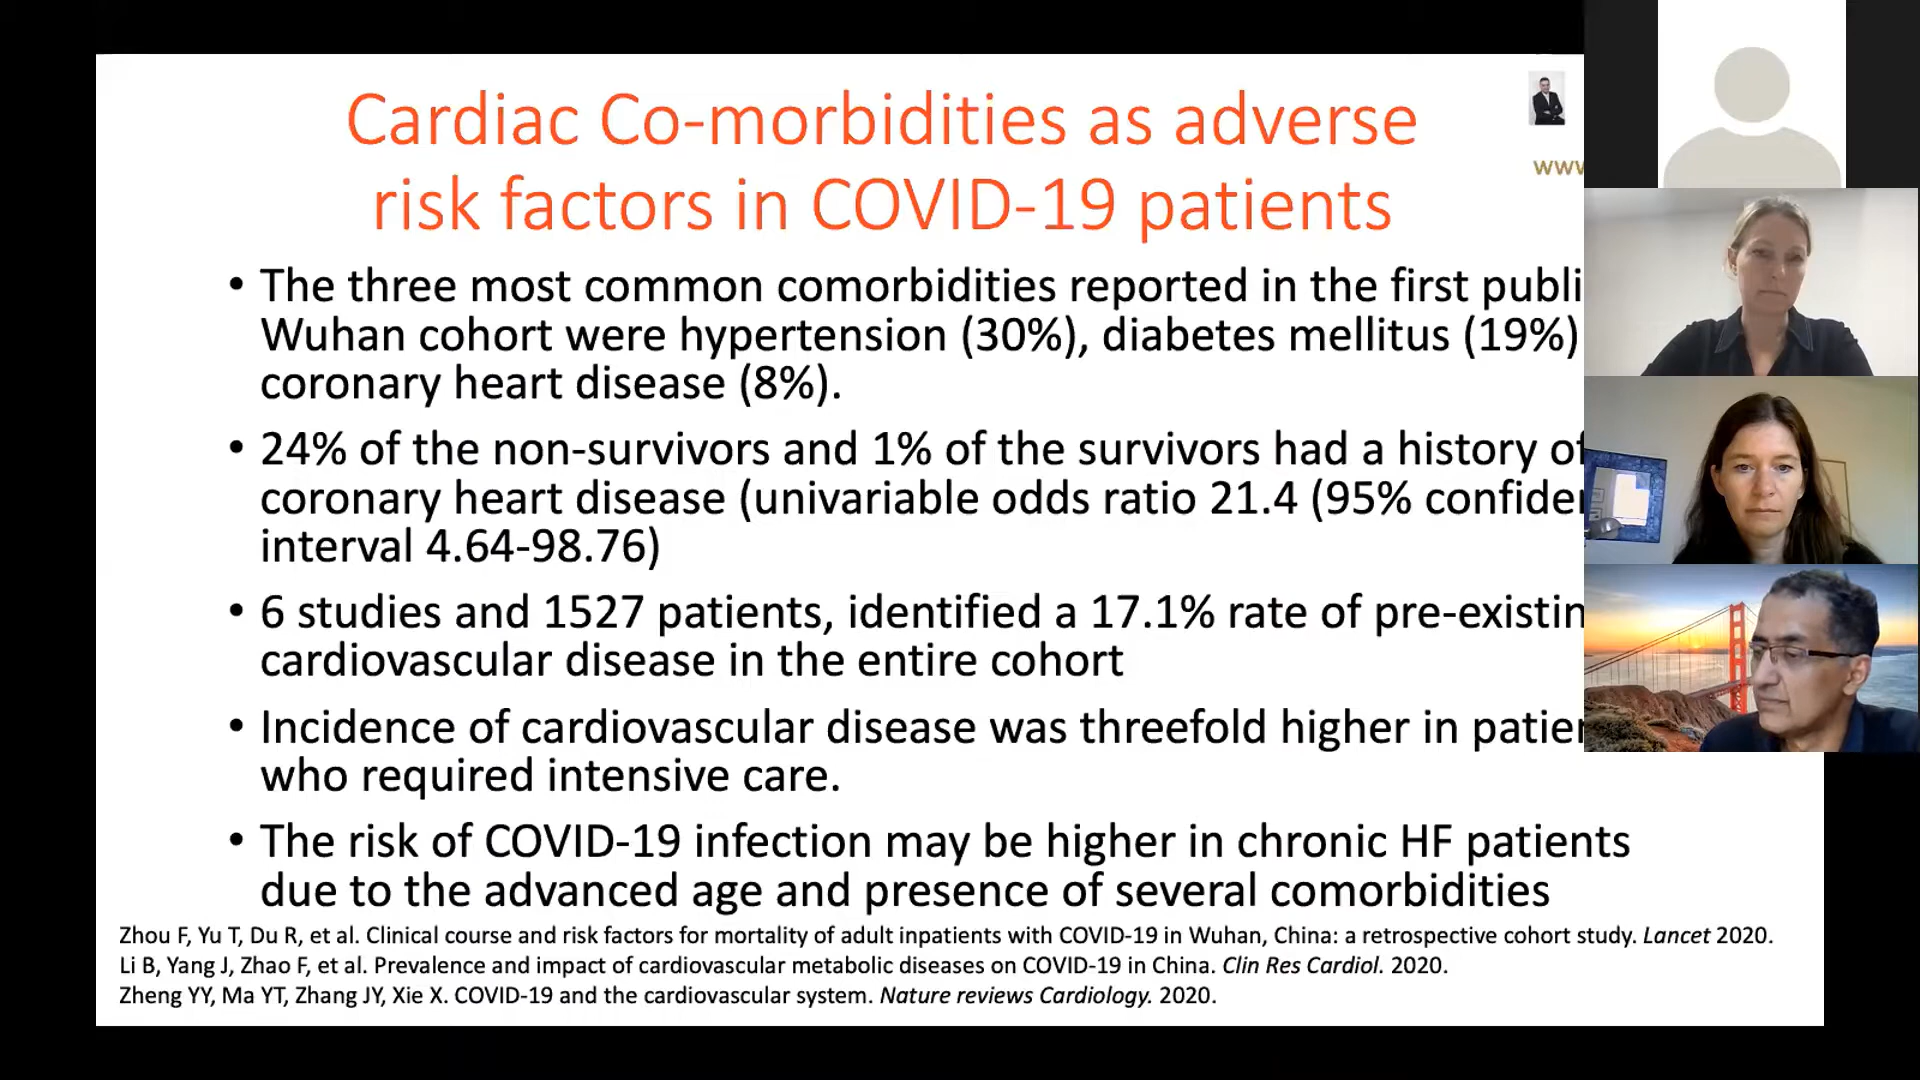 Cardiac Co-morbidities as adverse
risk factors in COVID-19 patients
www
• The three most common comorbidities reported in the first publi
Wuhan cohort were hypertension (30%), diabetes mellitus (19%)
coronary heart disease (8%).
• 24% of the non-survivors and 1% of the survivors had a history of
coronary heart disease (univariable odds ratio 21.4 (95% confiden
interval 4.64-98.76)
• 6 studies and 1527 patients, identified a 17.1% rate of pre-existin
cardiovascular disease in the entire cohort
• Incidence of cardiovascular disease was threefold higher in patien
who required intensive care.
• The risk of COVID-19 infection may be higher in chronic HF patients
due to the advanced age and presence of several comorbidities
Zhou F, Yu T, Du R, et al. Clinical course and risk factors for mortality of adult inpatients with COVID-19 in Wuhan, China: a retrospective cohort study. Lancet 2020.
Li B, Yang J, Zhao F, et al. Prevalence and impact of cardiovascular metabolic diseases on COVID-19 in China. Clin Res Cardiol. 2020.
Zheng YY, Ma YT, Zhang JY, Xie X. COVID-19 and the cardiovascular system. Nature reviews Cardiology. 2020.